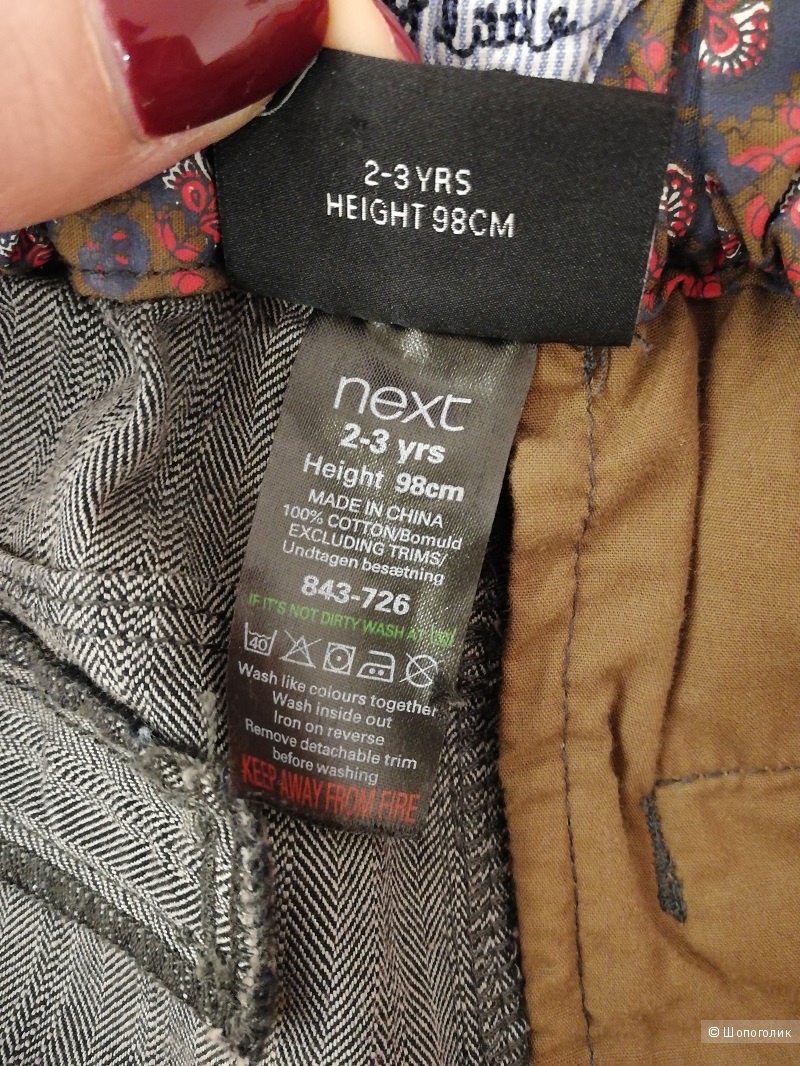 little
2-3 YRS
HEIGHT 98CM
next
2-3 yrs
Height 98cm
MADE IN CHINA
100% COTTON/Bomuld
EXCLUDING TRIMS/
Undtagen besætning
843-726
IF IT'S NOT DIRTY WASH AT 30
40
Wash like colours together
Wash inside out
Iron on reverse
Remove detachable trim
before washing
KEEP AWAY FROM FIRE
© Шопоголик